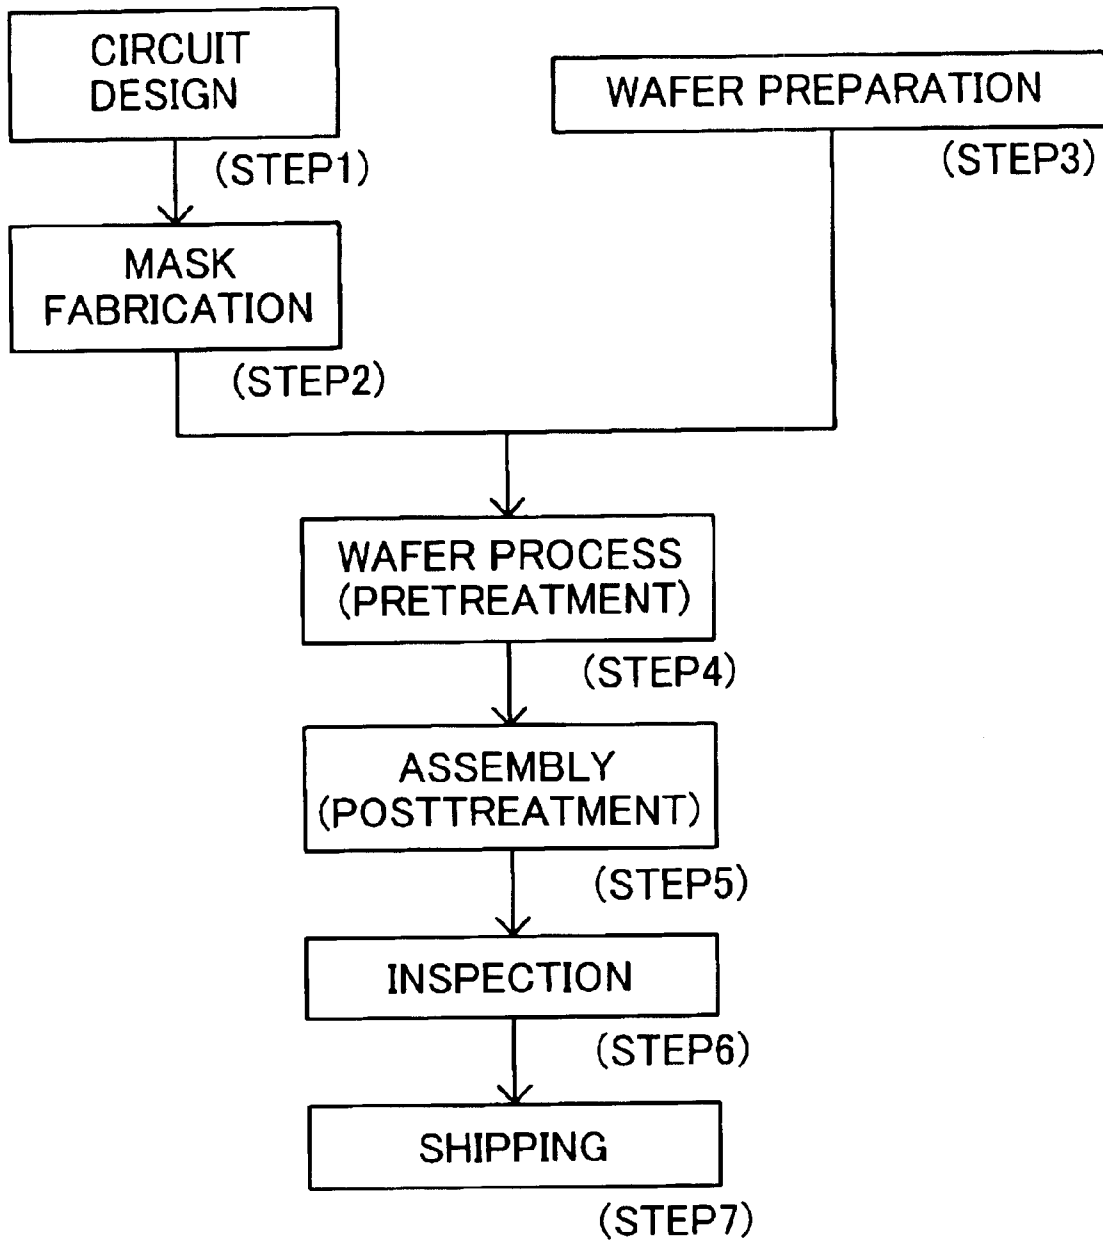 CIRCUIT
DESIGN
(STEP1)
WAFER PREPARATION
(STEP3)
MASK
FABRICATION
(STEP2)
WAFER PROCESS
(PRETREATMENT)
(STEP4)
ASSEMBLY
(POSTTREATMENT)
(STEP5)
INSPECTION
(STEP6)
SHIPPING
(STEP7)